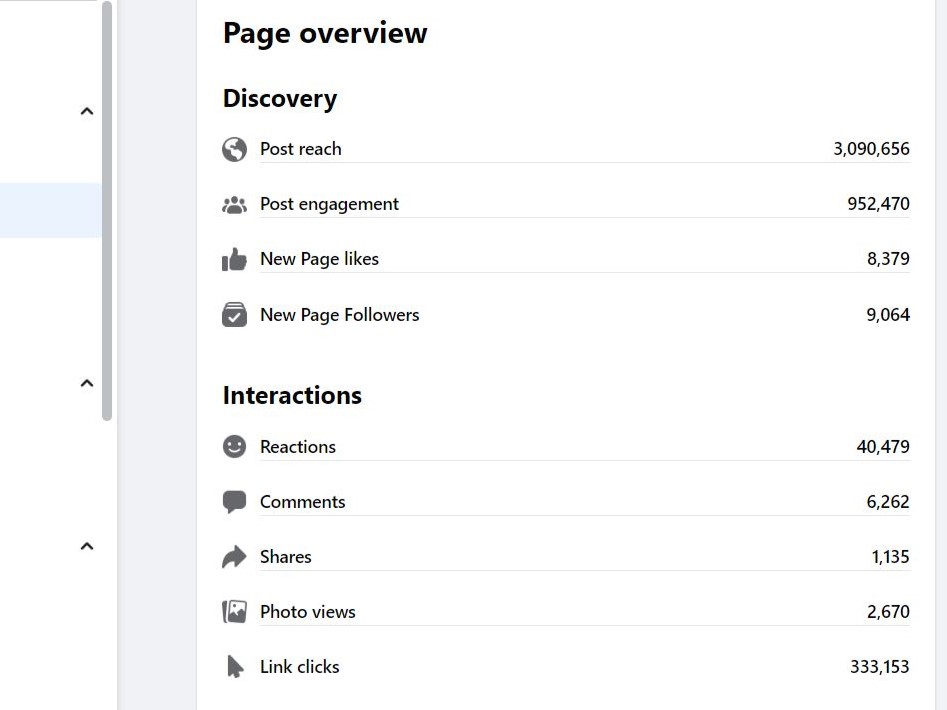 Page overview
Discovery
Post reach 3,090,656
Post engagement 952,470
New Page likes 8,379
New Page Followers 9,064
Interactions
Reactions 40,479
Comments 6,262
Shares 1,135
Photo views 2,670
Link clicks 333,153